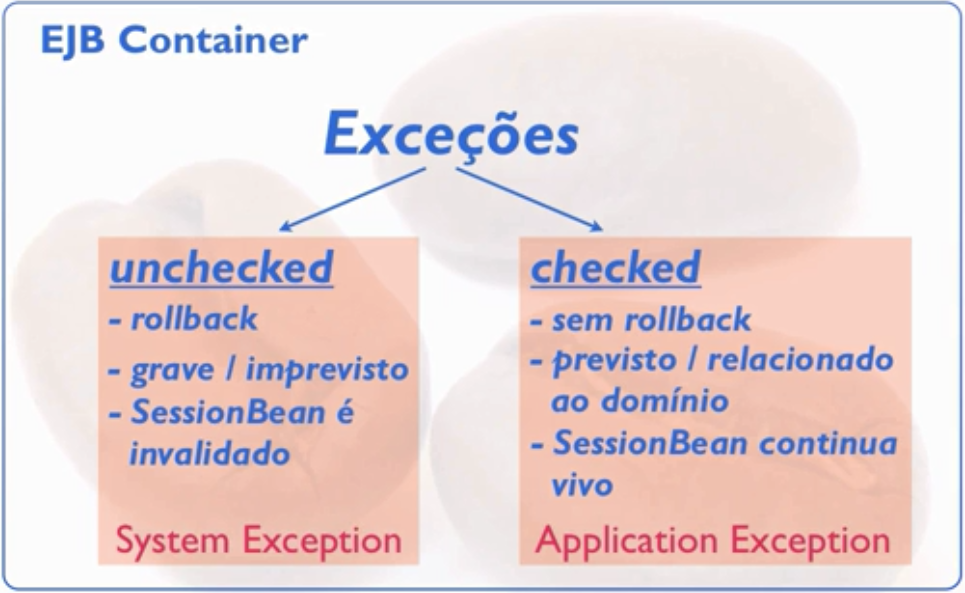 EJB Container
Exceções
unchecked
- rollback
- grave / imprevisto
- SessionBean é
invalidado
System Exception
checked
- sem rollback
- previsto / relacionado
ao domínio
- SessionBean continua
vivo
Application Exception